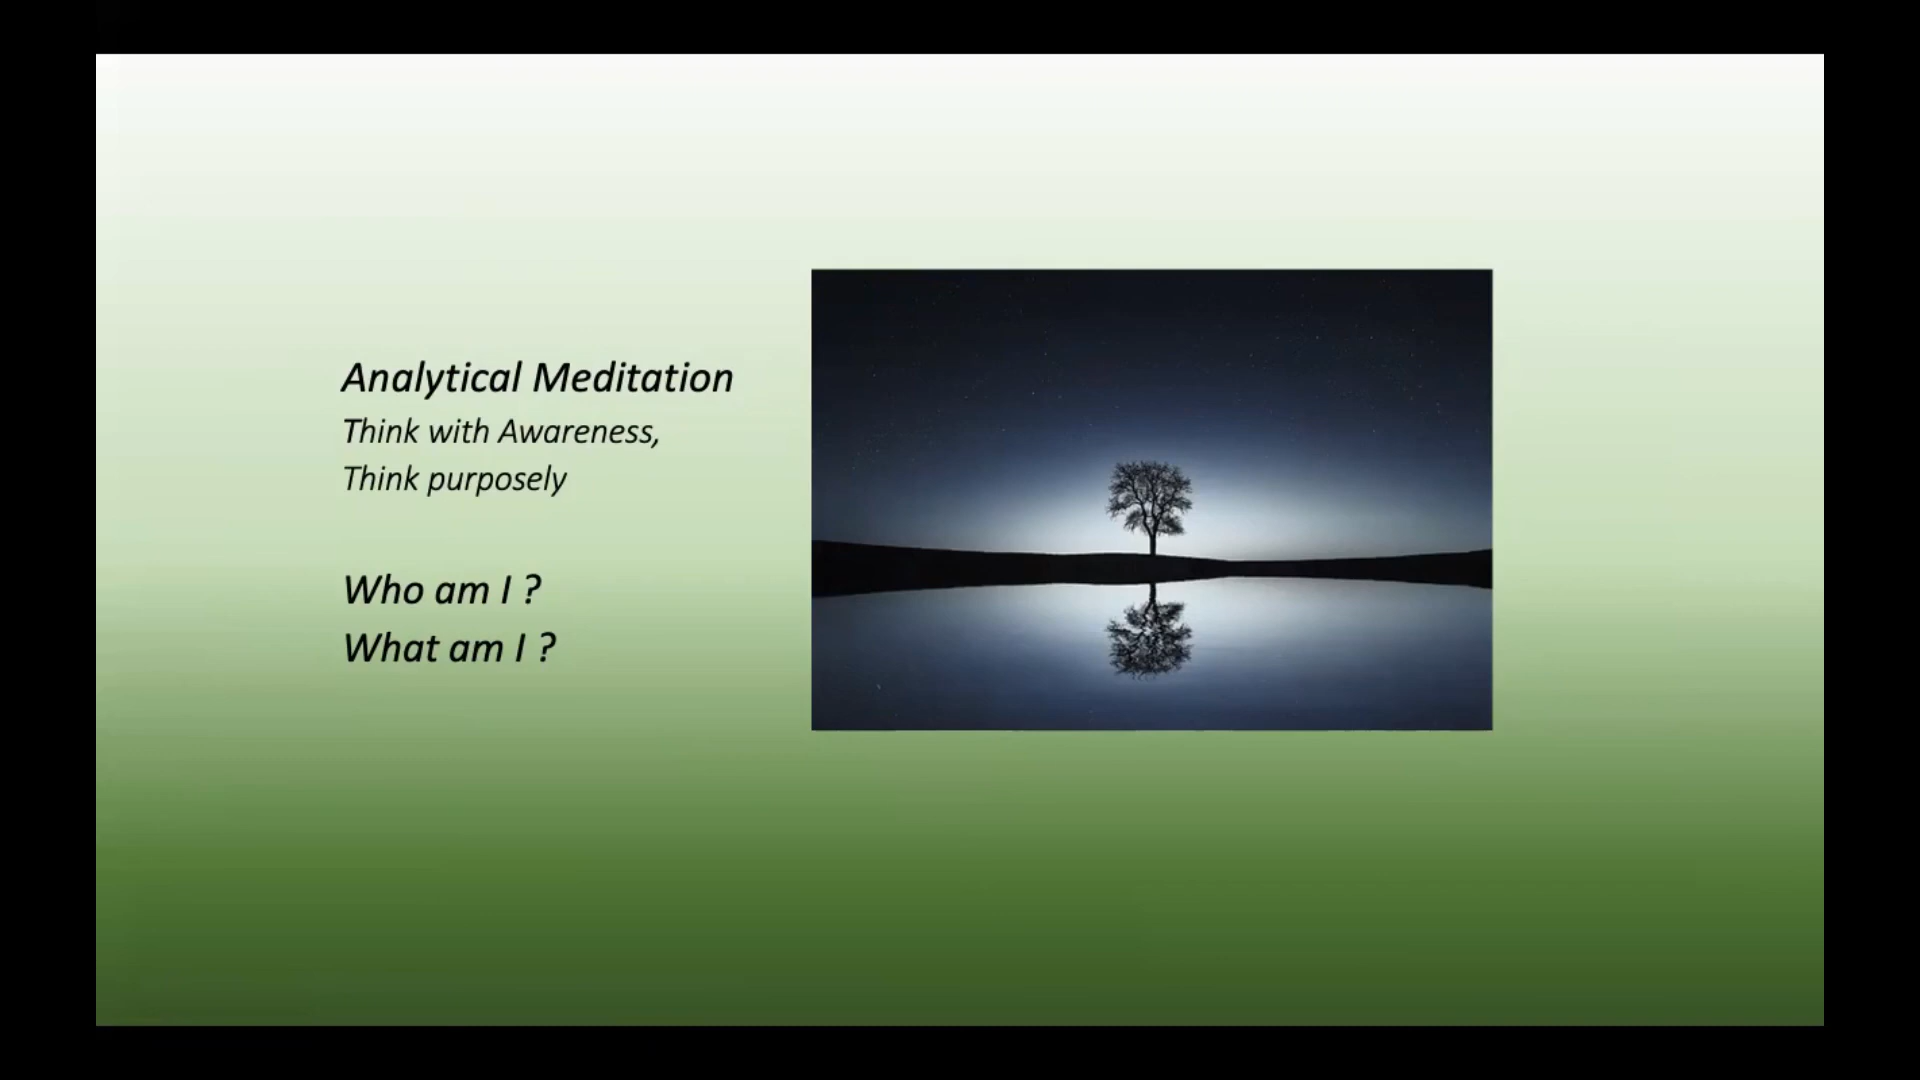 Analytical Meditation
Think with Awareness,
Think purposely
Who am I ?
What am I ?